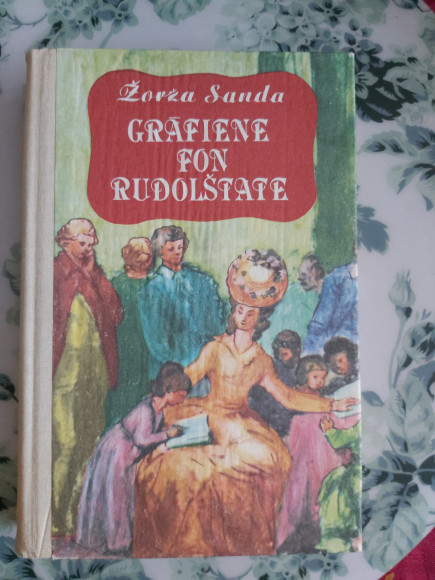 Žorža Sanda
GRĀFIENE
FON
RUDOLŠTATE